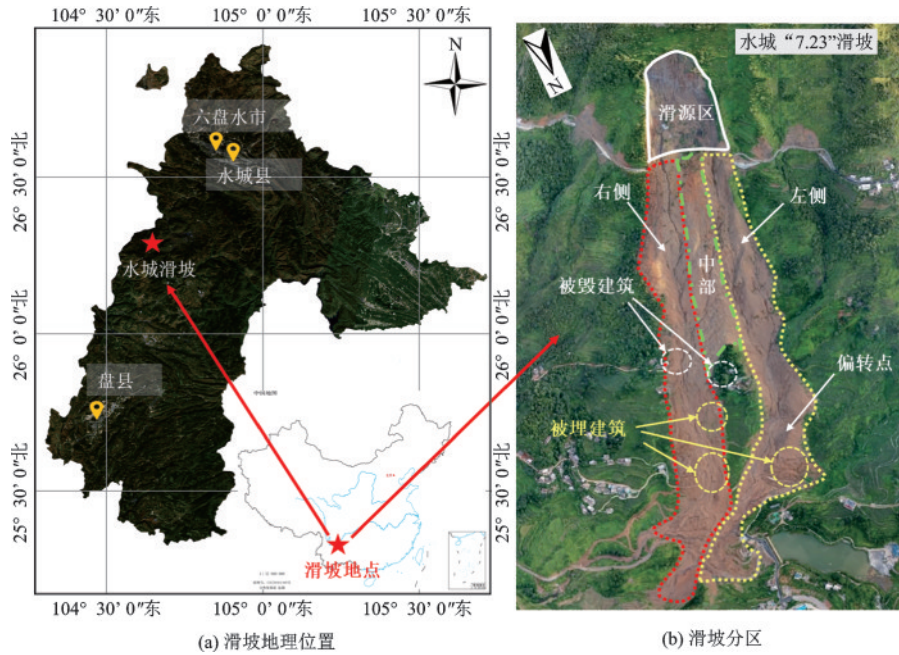 104° 30′ 0″东
105° 0′ 0″东
105° 30′ 0″东
(a)
N
六盘水市
水城县
水城滑坡
盘县
26° 30′ 0″北
26° 0′ 0″北
25° 30′ 0″北
26° 30′ 0″北
26° 0′ 0″北
25° 30′ 0″北
滑坡地点
104° 30′ 0″东
105° 0′ 0″东
105° 30′ 0″东
(a) 滑坡地理位置
(b)
水城“7.23”滑坡
N
滑源区
右侧
左侧
中部
被毁建筑
偏转点
被埋建筑
(b) 滑坡分区